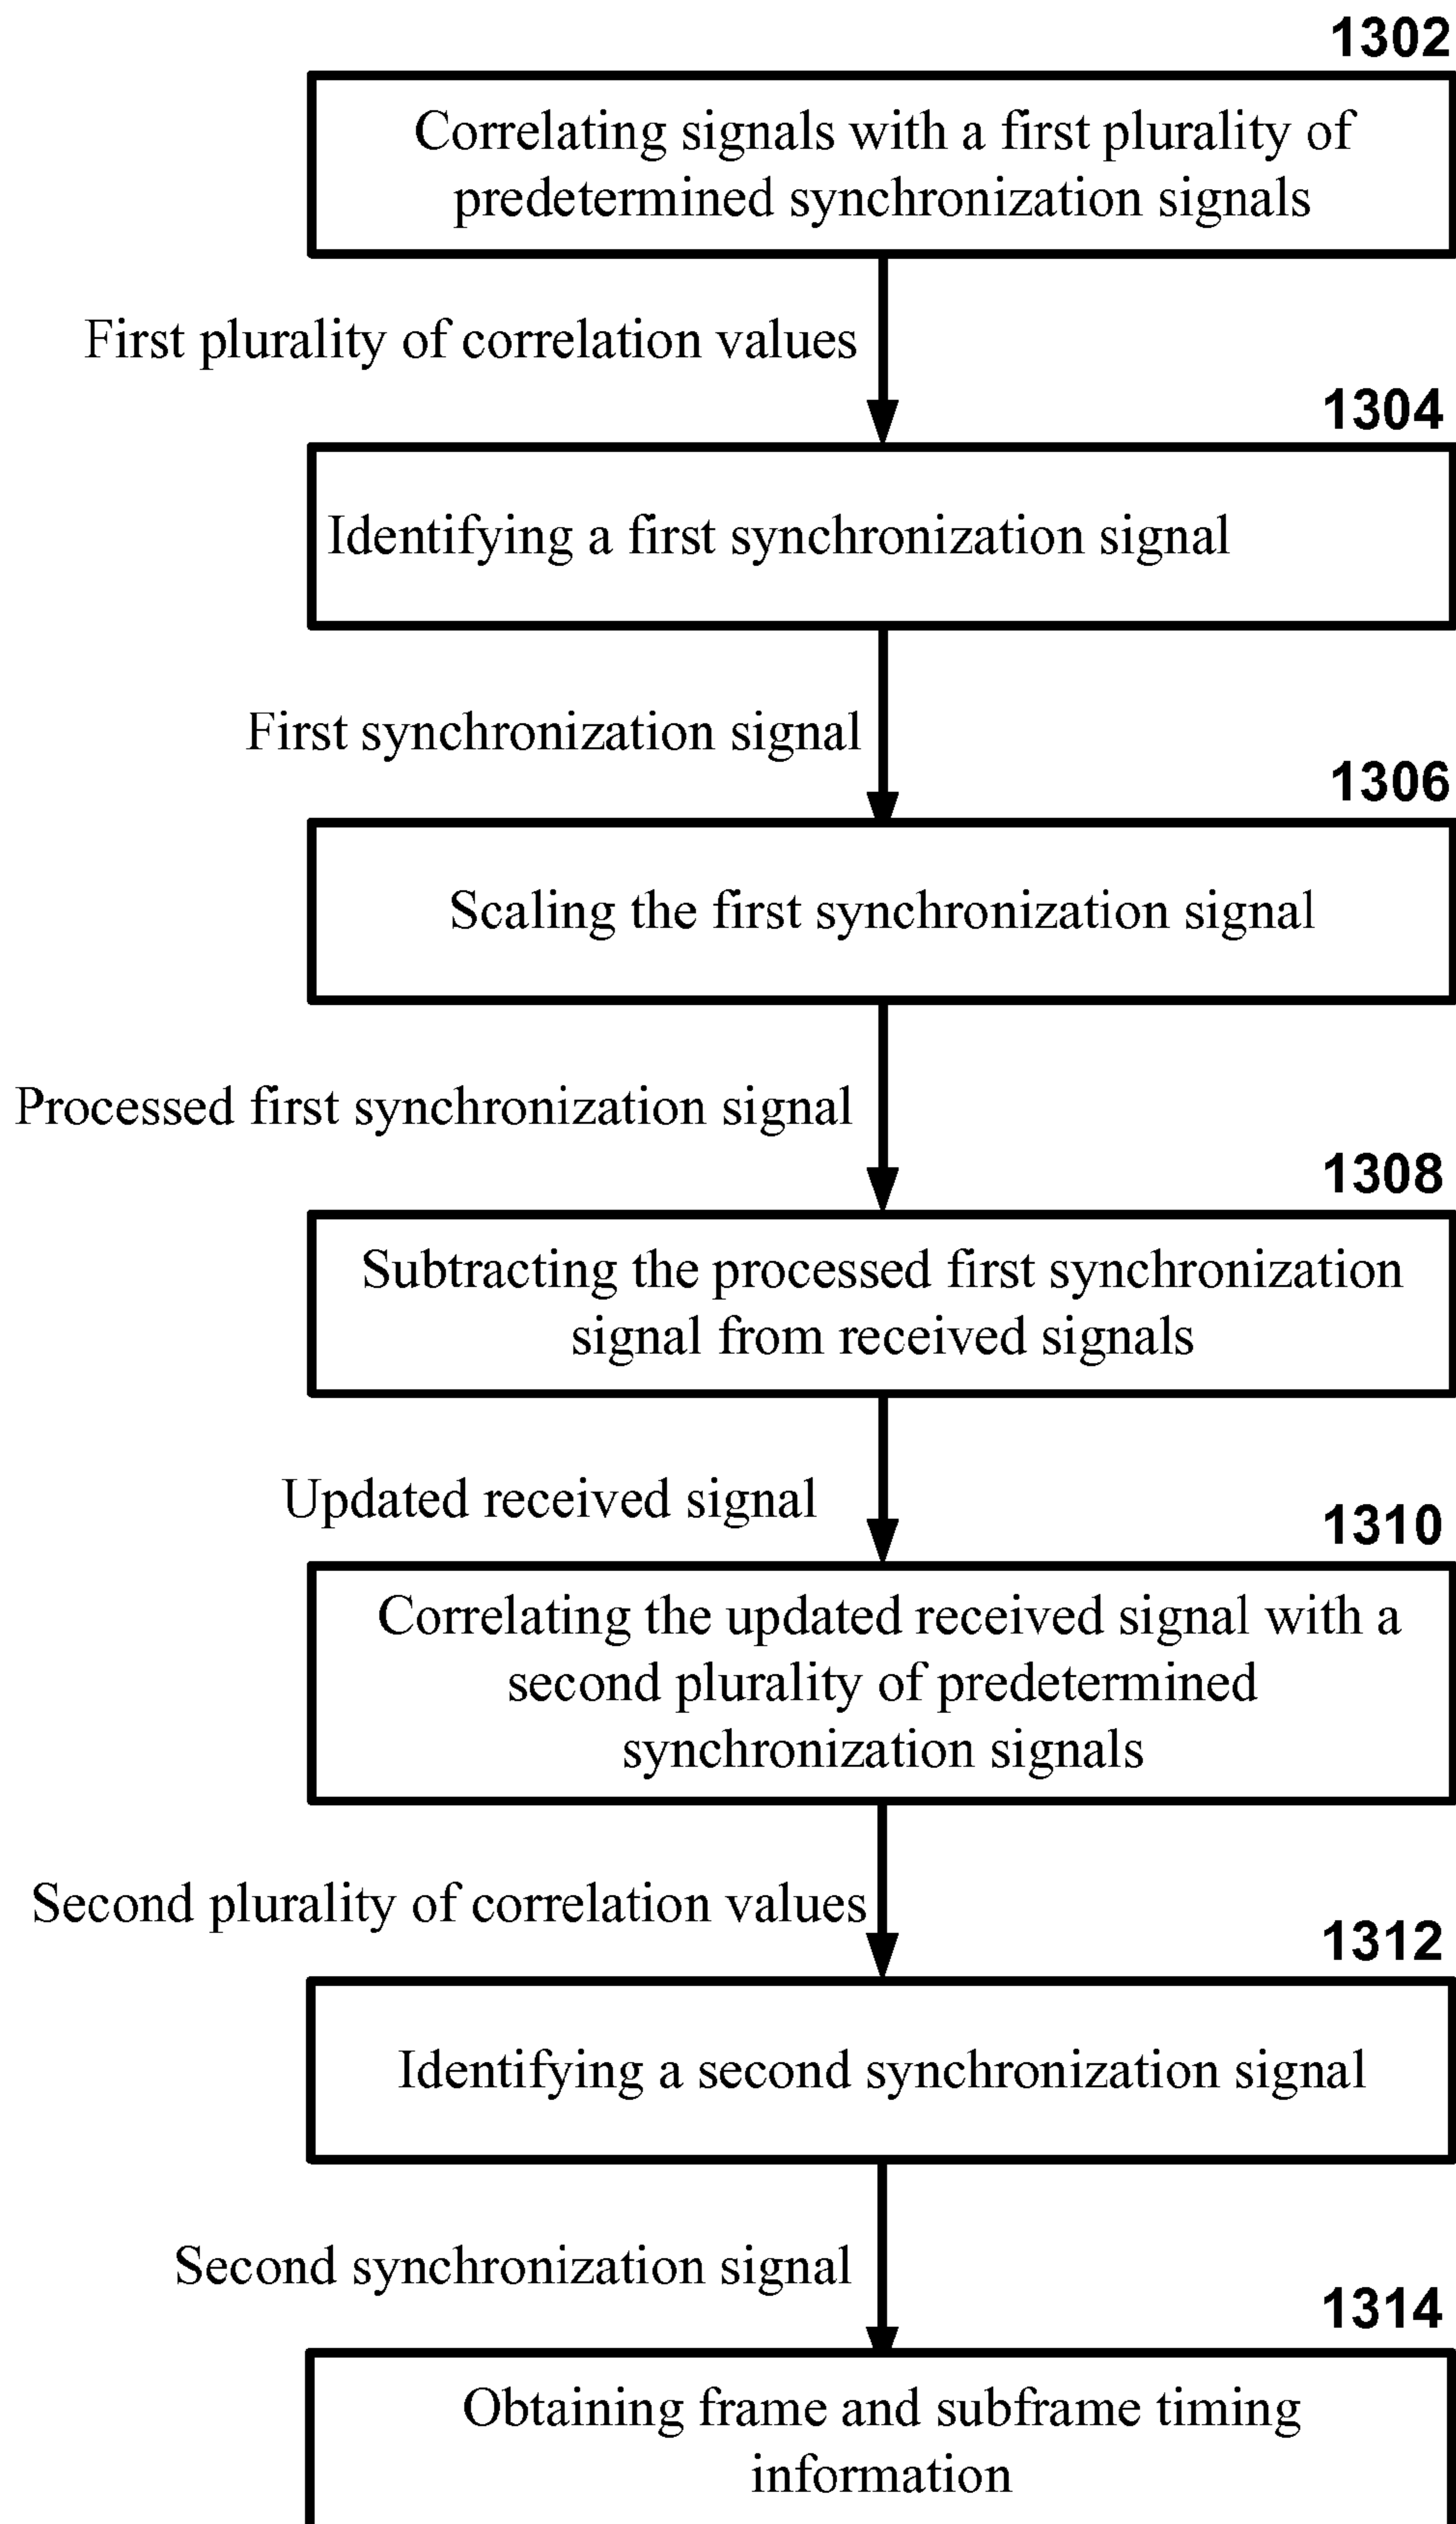 1302
Correlating signals with a first plurality of
predetermined synchronization signals
First plurality of correlation values
1304
Identifying a first synchronization signal
First synchronization signal
1306
Scaling the first synchronization signal
Processed first synchronization signal
1308
Subtracting the processed first synchronization
signal from received signals
Updated received signal
1310
Correlating the updated received signal with a
second plurality of predetermined
synchronization signals
Second plurality of correlation values
1312
Identifying a second synchronization signal
Second synchronization signal
1314
Obtaining frame and subframe timing
information